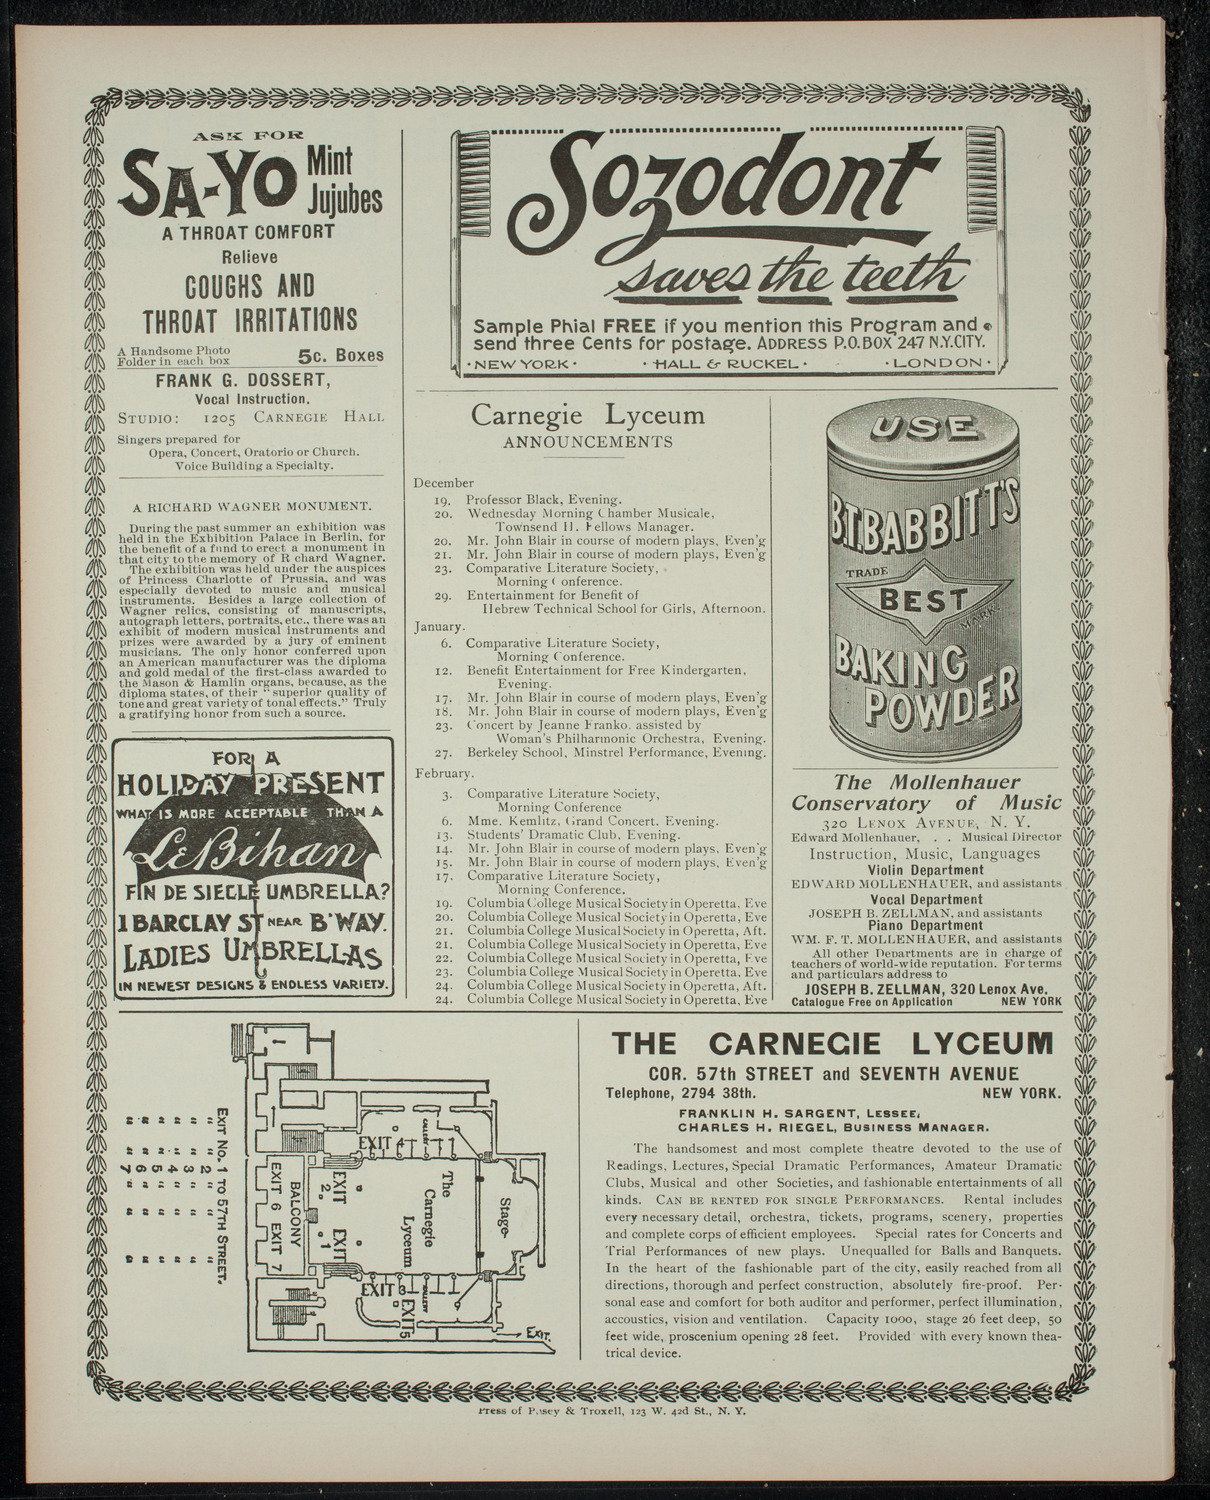 ASK FOR
SA-YO Mint
Jujubes
A THROAT COMFORT
Relieve
COUGHS AND
THROAT IRRITATIONS
A Handsome Photo
Folder in each box
5c. Boxes
FRANK G. DOSSERT,
Vocal Instruction,
STUDIO: 1205 CARNEGIE HALL
Singers prepared for
Opera, Concert, Oratorio or Church.
Voice Building a Specialty.
A RICHARD WAGNER MONUMENT.
During the past summer an exhibition was
held in the Exhibition Palace in Berlin, for
the benefit of a fund to erect a monument in
that city to the memory of R chard Wagner.
The exhibition was held under the auspices
of Princess Charlotte of Prussia, and was
especially devoted to music and musical
instruments. Besides a large collection of
Wagner relics, consisting of manuscripts,
autograph letters, portraits, etc., there was an
exhibit of modern musical instruments and
prizes were awarded by a jury of eminent
musicians. The only honor conferred upon
an American manufacturer was the diploma
and gold medal of the first-class awarded to
the Mason & Hamlin organs, because, as the
diploma states, of their "superior quality of
tone and great variety of tonal effects." Truly
a gratifying honor from such a source.
FOR A
HOLIDAY PRESENT
WHAT IS MORE ACCEPTABLE THAN A
LeBihan
FIN DE SIECLE UMBRELLA?
1 BARCLAY ST NEAR B'WAY.
LADIES UMBRELLAS
IN NEWEST DESIGNS & ENDLESS VARIETY.
Sozodont
saves the teeth
Sample Phial FREE if you mention this Program and
send three Cents for postage. ADDRESS P.O. BOX 247 N.Y. CITY.
· NEW YORK · · HALL & RUCKEL · · LONDON ·
Carnegie Lyceum
ANNOUNCEMENTS
December
19. Professor Black, Evening.
20. Wednesday Morning Chamber Musicale,
Townsend H. Fellows Manager.
20. Mr. John Blair in course of modern plays, Even'g
21. Mr. John Blair in course of modern plays, Even'g
23. Comparative Literature Society,
Morning Conference.
29. Entertainment for Benefit of
Hebrew Technical School for Girls, Afternoon.
January.
6. Comparative Literature Society,
Morning Conference.
12. Benefit Entertainment for Free Kindergarten,
Evening.
17. Mr. John Blair in course of modern plays, Even'g
18. Mr. John Blair in course of modern plays, Even'g
23. Concert by Jeanne Franko, assisted by
Woman's Philharmonic Orchestra, Evening.
27. Berkeley School, Minstrel Performance, Evening.
February.
3. Comparative Literature Society,
Morning Conference
6. Mme. Kemlitz, Grand Concert, Evening.
13. Students' Dramatic Club, Evening.
14. Mr. John Blair in course of modern plays, Even'g
15. Mr. John Blair in course of modern plays, Even'g
17. Comparative Literature Society,
Morning Conference.
19. Columbia College Musical Society in Operetta, Eve
20. Columbia College Musical Society in Operetta, Eve
21. Columbia College Musical Society in Operetta, Aft.
21. Columbia College Musical Society in Operetta, Eve
22. Columbia College Musical Society in Operetta, Eve
23. Columbia College Musical Society in Operetta, Eve
24. Columbia College Musical Society in Operetta, Aft.
24. Columbia College Musical Society in Operetta, Eve
USE
B.T. BABBITT'S
TRADE
BEST
MARK
BAKING
POWDER
The Mollenhauer
Conservatory of Music
320 LENOX AVENUE, N. Y.
Edward Mollenhauer, . . Musical Director
Instruction, Music, Languages
Violin Department
EDWARD MOLLENHAUER, and assistants
Vocal Department
JOSEPH B. ZELLMAN, and assistants
Piano Department
WM. F. T. MOLLENHAUER, and assistants
All other Departments are in charge of
teachers of world-wide reputation. For terms
and particulars address to
JOSEPH B. ZELLMAN, 320 Lenox Ave.
Catalogue Free on Application NEW YORK
EXIT No. 1 TO 57TH STREET.
" " 2 " " "
" " 3 " " "
" " 4 " " "
" " 5 " " "
" " 6 " " "
" " 7 " " "
EXIT 4
GALLERY
EXIT 2
EXIT 6
BALCONY
EXIT 7
EXIT 1
The
Carnegie
Lyceum
Stage
EXIT 3
GALLERY
EXIT 5
EXIT.
THE CARNEGIE LYCEUM
COR. 57th STREET and SEVENTH AVENUE
Telephone, 2794 38th. NEW YORK.
FRANKLIN H. SARGENT, LESSEE,
CHARLES H. RIEGEL, BUSINESS MANAGER.
The handsomest and most complete theatre devoted to the use of
Readings, Lectures, Special Dramatic Performances, Amateur Dramatic
Clubs, Musical and other Societies, and fashionable entertainments of all
kinds. CAN BE RENTED FOR SINGLE PERFORMANCES. Rental includes
every necessary detail, orchestra, tickets, programs, scenery, properties
and complete corps of efficient employees. Special rates for Concerts and
Trial Performances of new plays. Unequalled for Balls and Banquets.
In the heart of the fashionable part of the city, easily reached from all
directions, thorough and perfect construction, absolutely fire-proof. Per-
sonal ease and comfort for both auditor and performer, perfect illumination,
accoustics, vision and ventilation. Capacity 1000, stage 26 feet deep, 50
feet wide, proscenium opening 28 feet. Provided with every known thea-
trical device.
Press of Pusey & Troxell, 123 W. 42d St., N. Y.